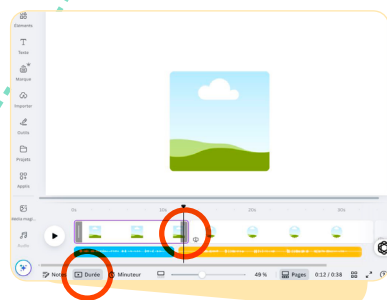 Éléments
Texte
Marque
Importer
Outils
Projets
Applis
Média magi...
Audio
0s
10s
20s
30s
Notes
Durée
Minuteur
49 %
Pages
0:12 / 0:38